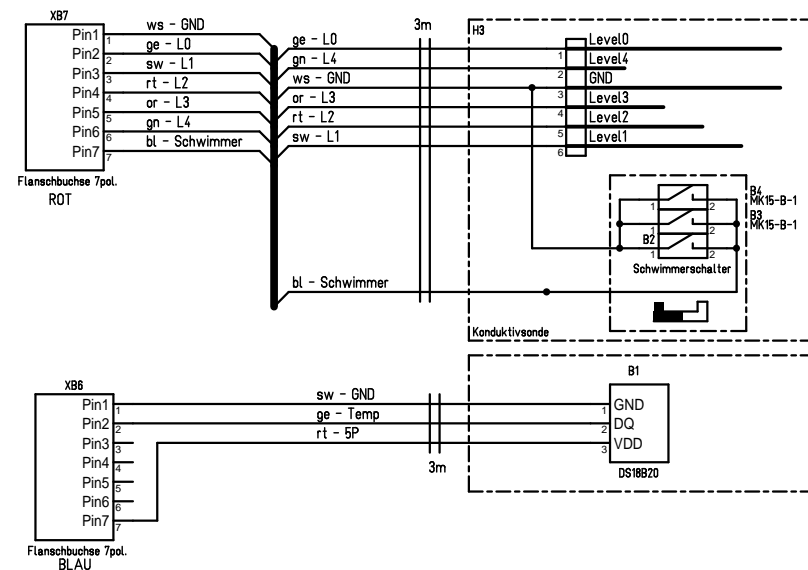 XB7
Pin1 1 ws - GND
Pin2 2 ge - L0
Pin3 3 sw - L1
Pin4 4 rt - L2
Pin5 5 or - L3
Pin6 6 gn - L4
Pin7 7 bl - Schwimmer
Flanschbuchse 7pol.
ROT
3m
H3
ge - L0 1 Level0
gn - L4 2 Level4
ws - GND 3 GND
or - L3 4 Level3
rt - L2 5 Level2
sw - L1 6 Level1
bl - Schwimmer
B4
MK15-B-1
1 2
B3
MK15-B-1
1 2
B2
1 2
Schwimmerschalter
Konduktivsonde
XB6
Pin1 1 sw - GND
Pin2 2 ge - Temp
Pin3 3 rt - 5P
Pin4 4
Pin5 5
Pin6 6
Pin7 7
Flanschbuchse 7pol.
BLAU
3m
B1
1 GND
2 DQ
3 VDD
DS18B20